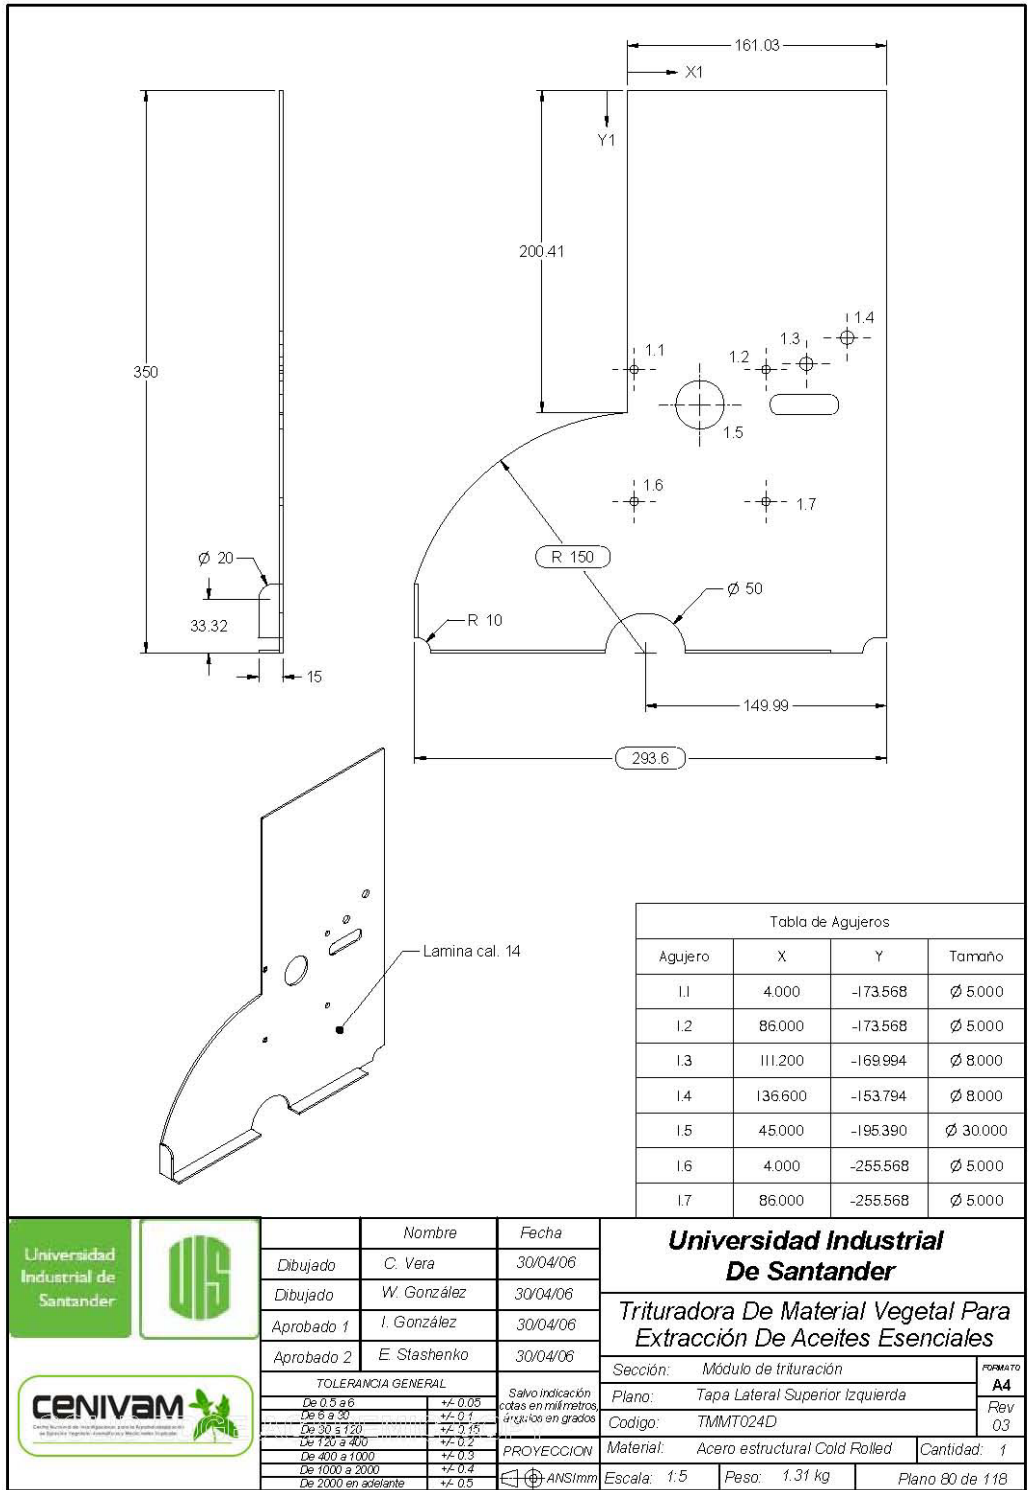 161.03
X1
Y1
200.41
350
1.4
1.3
1.1
1.2
1.5
1.6
1.7
R 150
Ø 20
Ø 50
R 10
33.32
15
149.99
293.6
Lamina cal. 14
Tabla de Agujeros
Agujero X Y Tamaño
1.1 4.000 -173.568 Ø 5.000
1.2 86.000 -173.568 Ø 5.000
1.3 111.200 -169.994 Ø 8.000
1.4 136.600 -153.794 Ø 8.000
1.5 45.000 -195.390 Ø 30.000
1.6 4.000 -255.568 Ø 5.000
1.7 86.000 -255.568 Ø 5.000
Universidad
Industrial de
Santander
UIS
CENIVAM
Nombre Fecha
Dibujado C. Vera 30/04/06
Dibujado W. González 30/04/06
Aprobado 1 I. González 30/04/06
Aprobado 2 E. Stashenko 30/04/06
TOLERANCIA GENERAL
De 0.5 a 6 +/- 0.05
De 6 a 30 +/- 0.1
De 30 a 120 +/- 0.15
De 120 a 400 +/- 0.2
De 400 a 1000 +/- 0.3
De 1000 a 2000 +/- 0.4
De 2000 en adelante +/- 0.5
Salvo indicación
cotas en milímetros,
ángulos en grados
PROYECCION
ANSI mm
Universidad Industrial
De Santander
Trituradora De Material Vegetal Para
Extracción De Aceites Esenciales
Sección: Módulo de trituración
Plano: Tapa Lateral Superior Izquierda
Codigo: TMMT024D
FORMATO
A4
Rev
03
Material: Acero estructural Cold Rolled Cantidad: 1
Escala: 1:5 Peso: 1.31 kg Plano 80 de 118